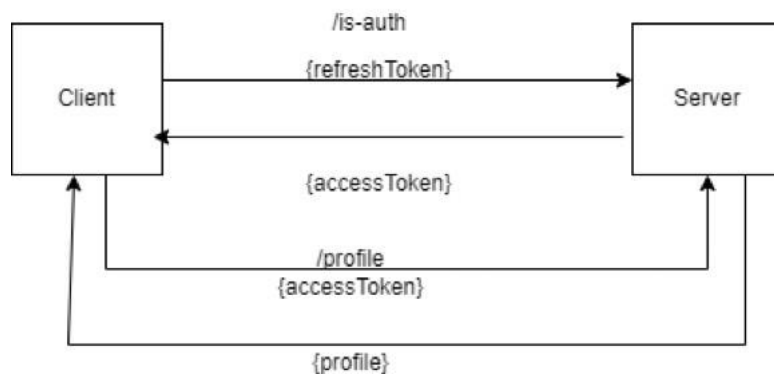 /is-auth
{refreshToken}
Client
Server
{accessToken}
/profile
{accessToken}
{profile}